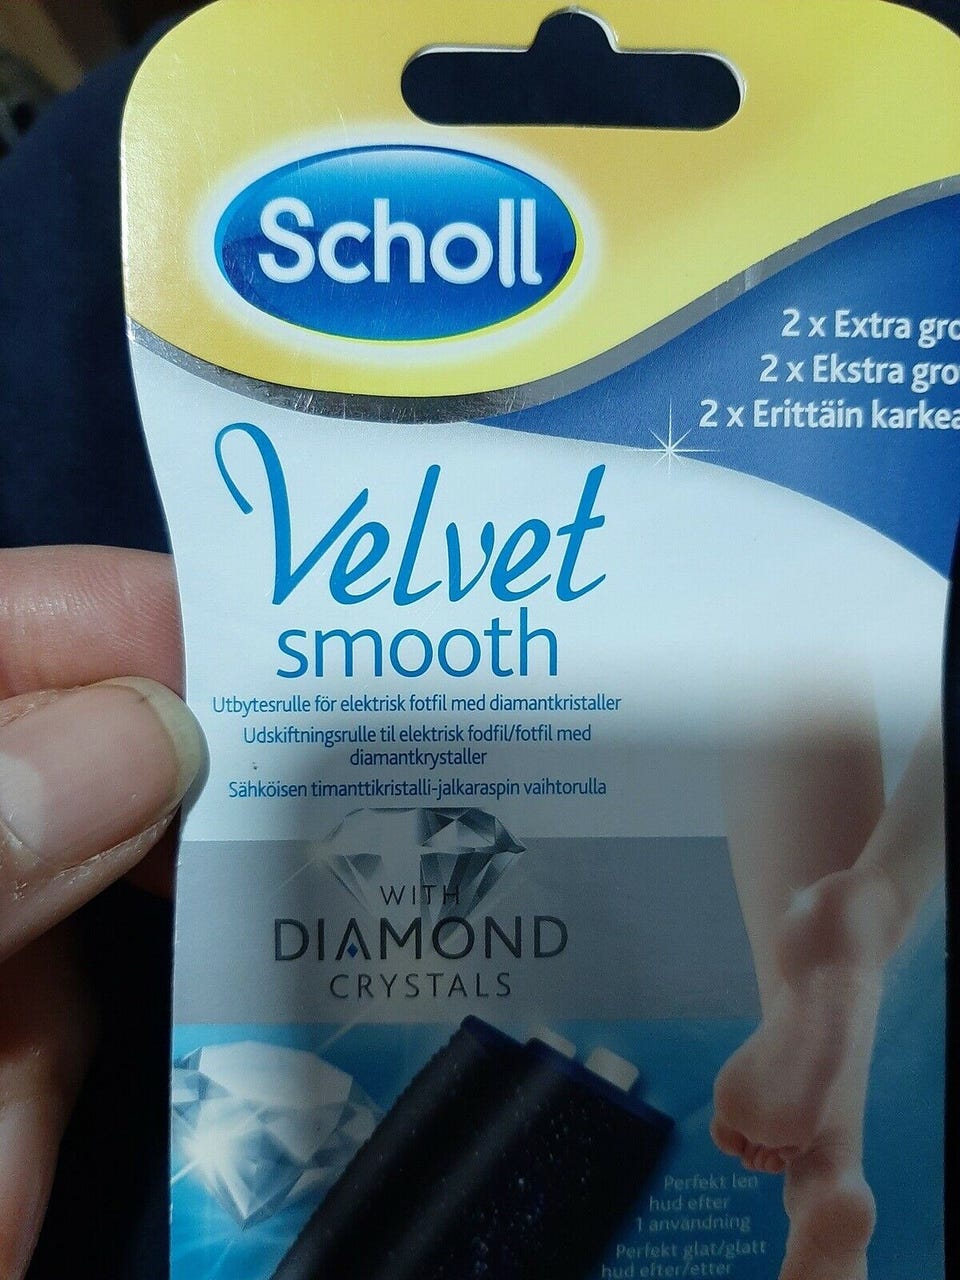 Scholl
2 x Extra gro
2 x Ekstra gro
2 x Erittäin karkea
Velvet
smooth
Utbytesrulle för elektrisk fotfil med diamantkristaller
Udskiftningsrulle til elektrisk fodfil/fotfil med
diamantkrystaller
Sähköisen timanttikristalli-jalkaraspin vaihtorulla
WITH
DIAMOND
CRYSTALS
Perfekt len
hud efter
1 användning
Perfekt glat/glatt
hud efter/etter